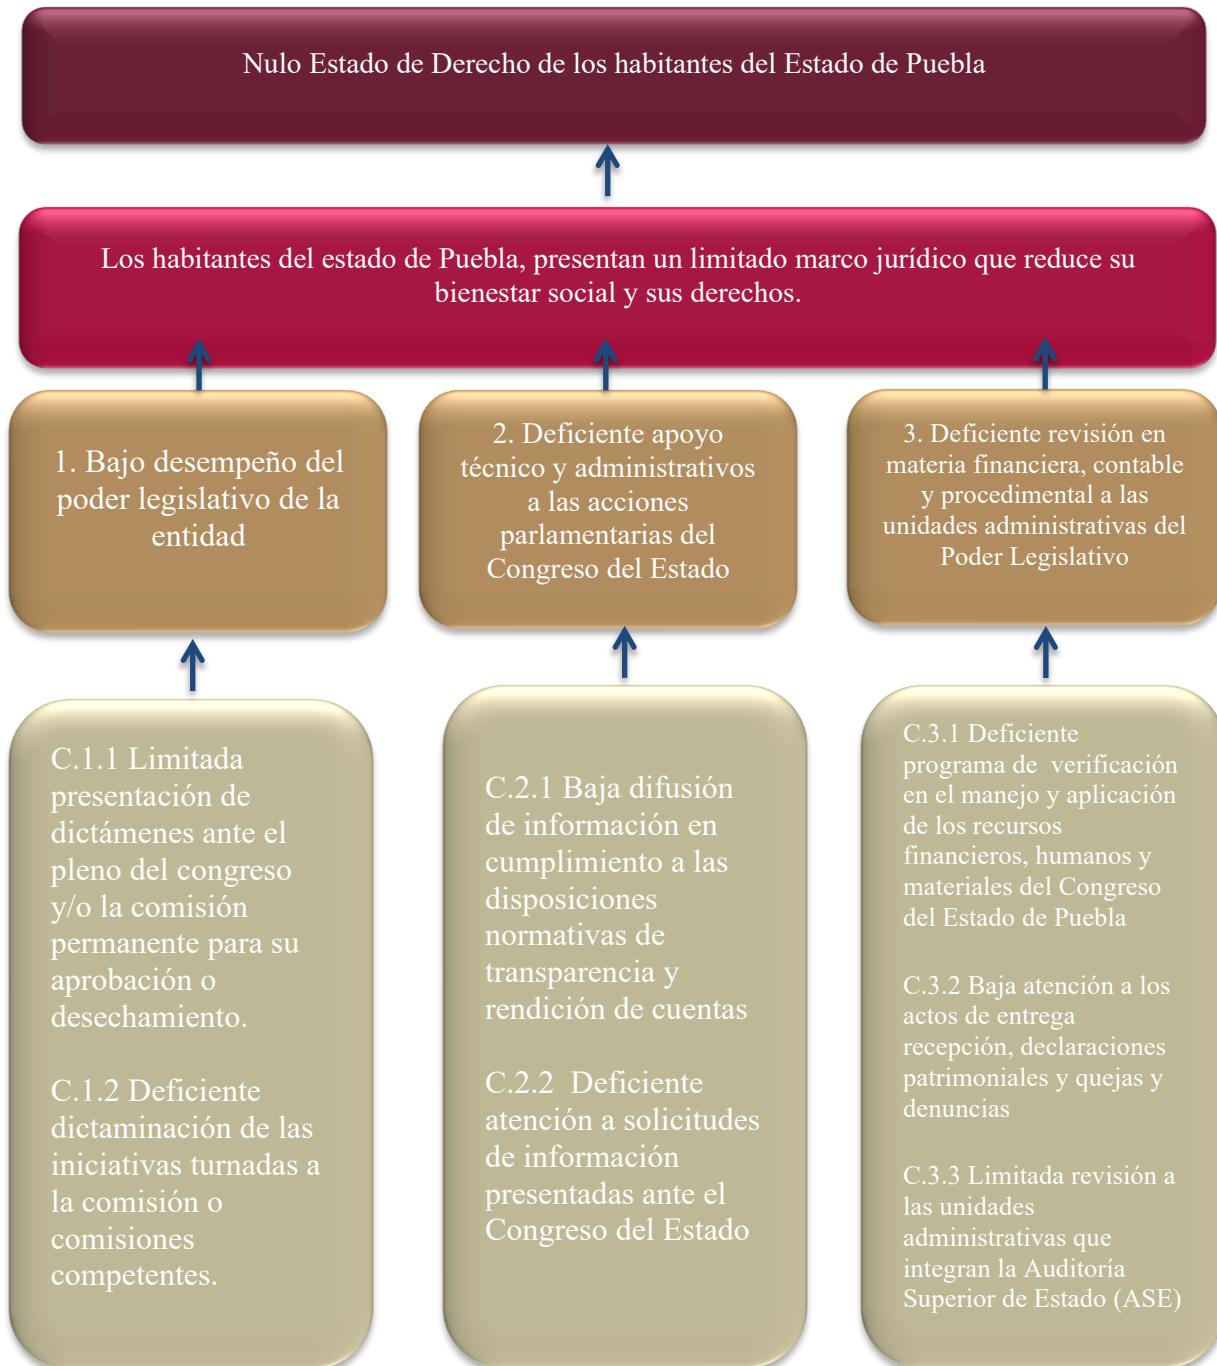 Nulo Estado de Derecho de los habitantes del Estado de Puebla
Los habitantes del estado de Puebla, presentan un limitado marco jurídico que reduce su
bienestar social y sus derechos.
1. Bajo desempeño del
poder legislativo de la
entidad
2. Deficiente apoyo
técnico y administrativos
a las acciones
parlamentarias del
Congreso del Estado
3. Deficiente revisión en
materia financiera, contable
y procedimental a las
unidades administrativas del
Poder Legislativo
C.1.1 Limitada
presentación de
dictámenes ante el
pleno del congreso
y/o la comisión
permanente para su
aprobación o
desechamiento.
C.1.2 Deficiente
dictaminación de las
iniciativas turnadas a
la comisión o
comisiones
competentes.
C.2.1 Baja difusión
de información en
cumplimiento a las
disposiciones
normativas de
transparencia y
rendición de cuentas
C.2.2 Deficiente
atención a solicitudes
de información
presentadas ante el
Congreso del Estado
C.3.1 Deficiente
programa de verificación
en el manejo y aplicación
de los recursos
financieros, humanos y
materiales del Congreso
del Estado de Puebla
C.3.2 Baja atención a los
actos de entrega
recepción, declaraciones
patrimoniales y quejas y
denuncias
C.3.3 Limitada revisión a
las unidades
administrativas que
integran la Auditoría
Superior de Estado (ASE)